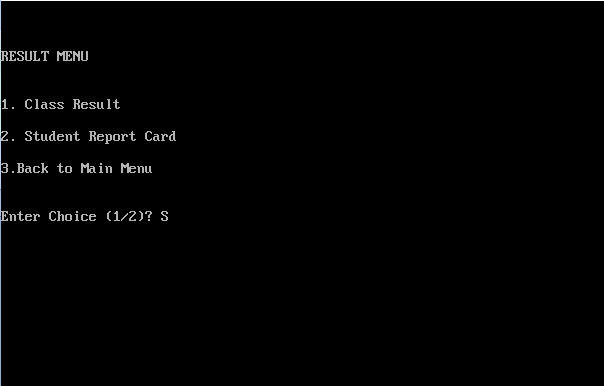 RESULT MENU
1. Class Result
2. Student Report Card
3.Back to Main Menu
Enter Choice (1/2)? S